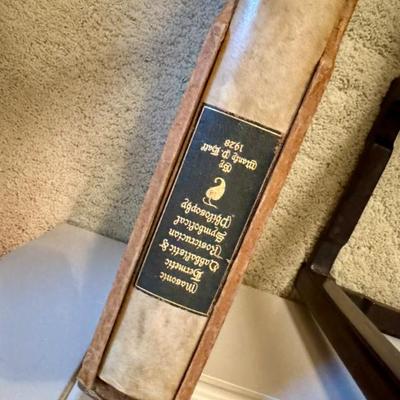 Masonic
Hermetic
Qabbalistic &
Rosicrucian
Symbolical
Philosophy
By
Manly P. Hall
1928